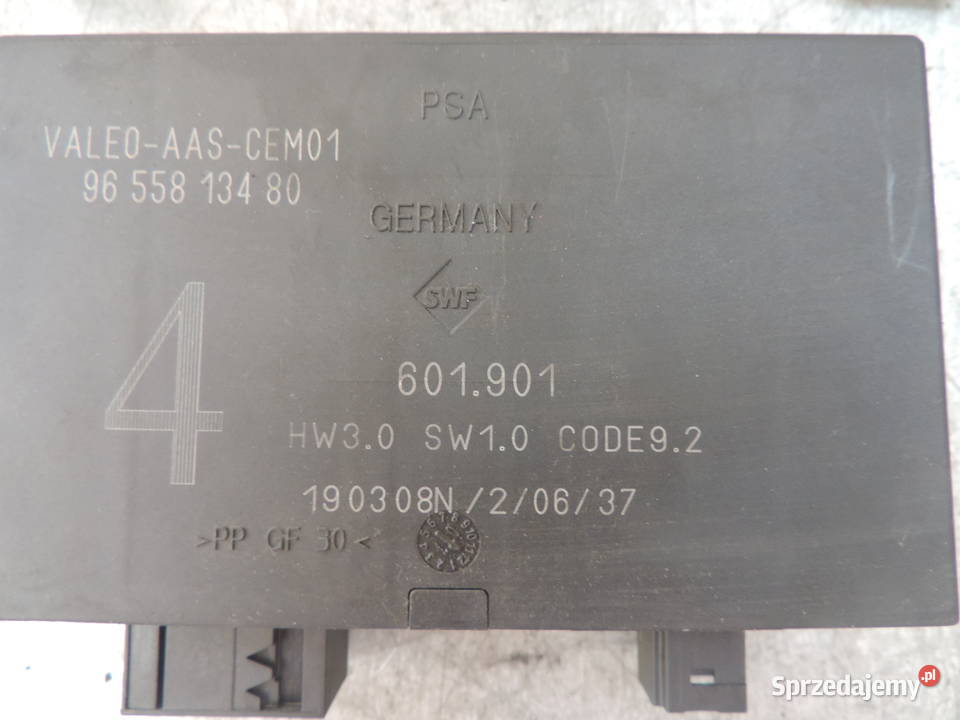 PSA
VALEO-AAS-CEM01
96 558 134 80
GERMANY
SWF
4
601.901
HW3.0 SW1.0 CODE9.2
190308N/2/06/37
>PP GF 30<
Sprzedajemy.pl